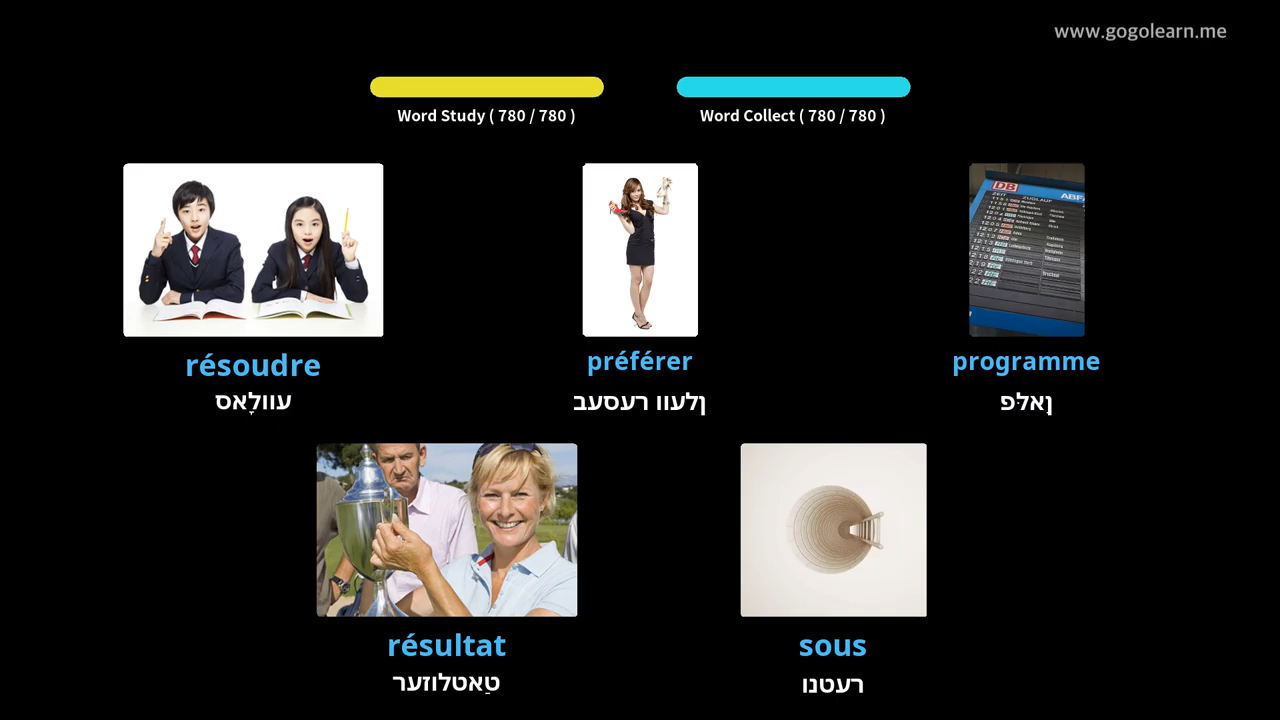 www.gogolearn.me
Word Study ( 780 / 780 )
Word Collect ( 780 / 780 )
résoudre
עוולָאס
préférer
ןלעוו רעסעב
programme
ןַאלּפ
résultat
טַאטלוזער
sous
רעטנו